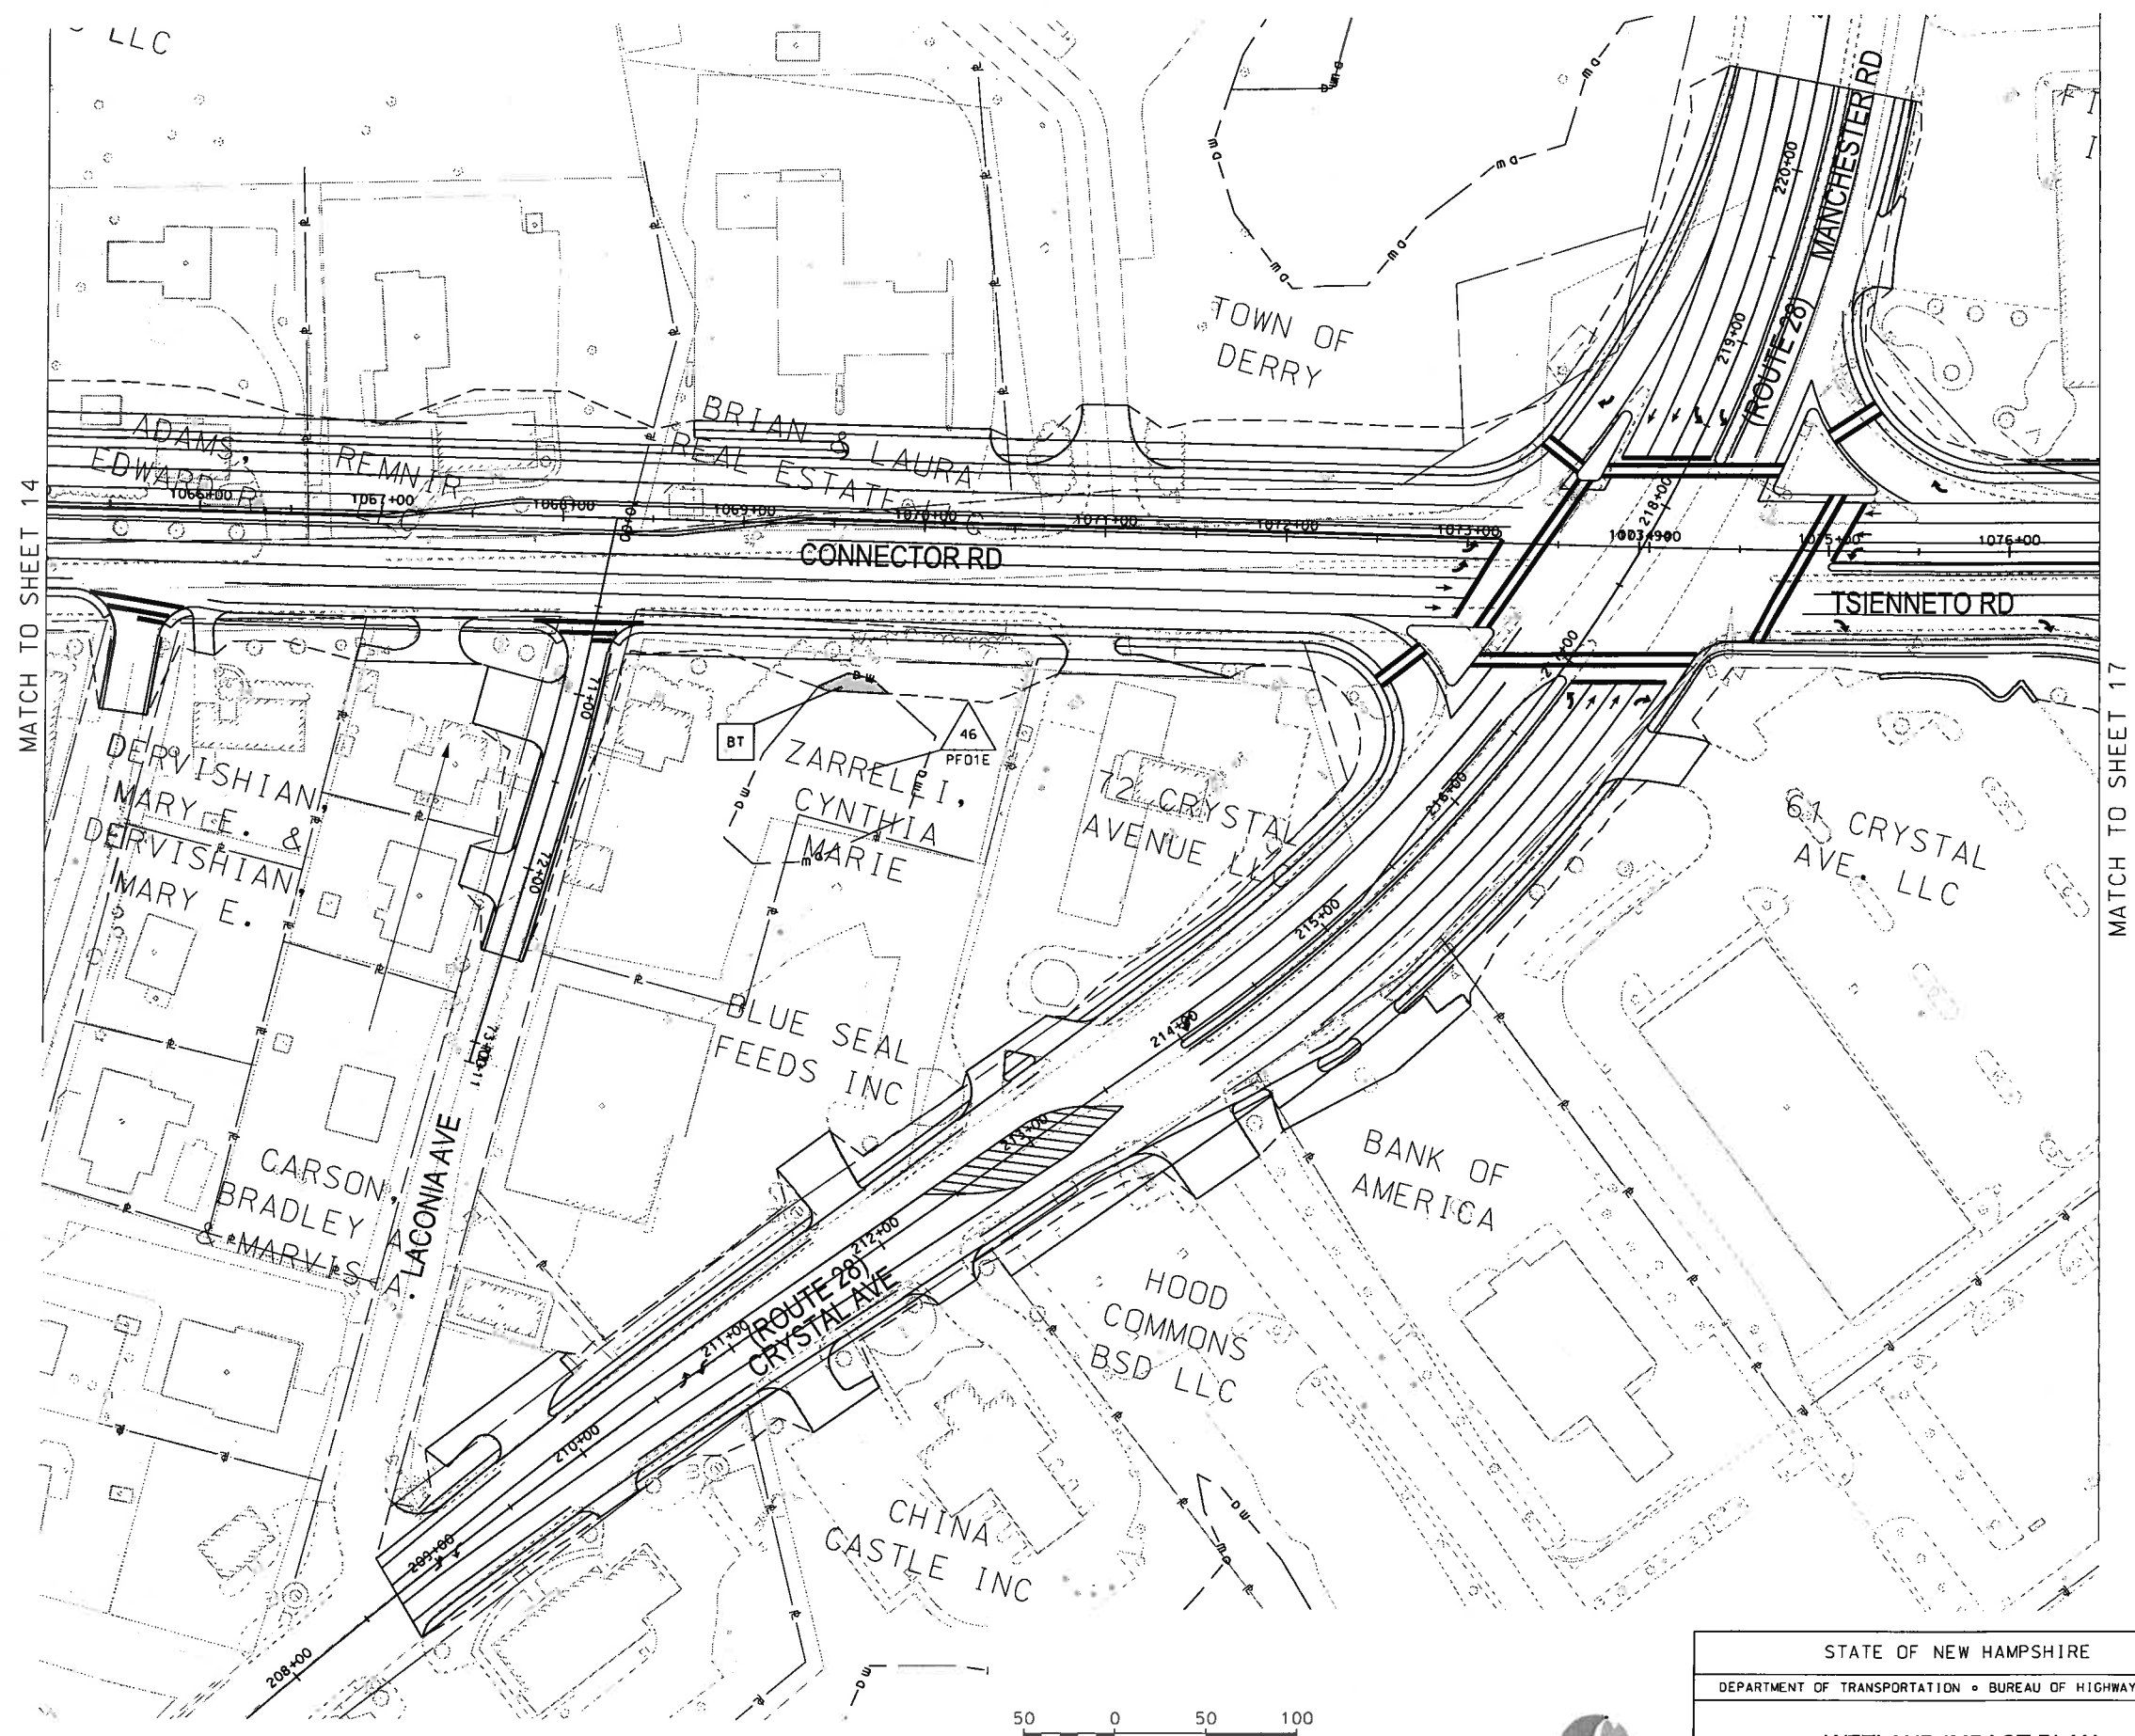 LLC
MATCH TO SHEET 14
MATCH TO SHEET 17
220+00
219+00
218+00
(ROUTE 28)
MANCHESTER RD
TOWN OF
DERRY
ADAMS,
EDWARD R
REMNIR
LLC
BRIAN & LAURA
REAL ESTATE LLC
1066+00
1067+00
1068+00
1069+00
1070+00
1071+00
1072+00
1073+00
1075+00
1076+00
CONNECTOR RD
TSIENNETO RD
71+00
72+00
BT
46
PF01E
DW
ZARRELLI,
CYNTHIA
MARIE
72 CRYSTAL
AVENUE LLC
61 CRYSTAL
AVE. LLC
DERVISHIAN,
MARY E. &
DERVISHIAN,
MARY E.
216+00
215+00
214+00
213+00
212+00
211+00
210+00
209+00
208+00
BLUE SEAL
FEEDS INC
CARSON,
BRADLEY A.
& MARVIS A.
LACONIA AVE
(ROUTE 28)
CRYSTAL AVE
BANK OF
AMERICA
HOOD
COMMONS
BSD LLC
CHINA
CASTLE INC
50 0 50 100
STATE OF NEW HAMPSHIRE
DEPARTMENT OF TRANSPORTATION • BUREAU OF HIGHWAY